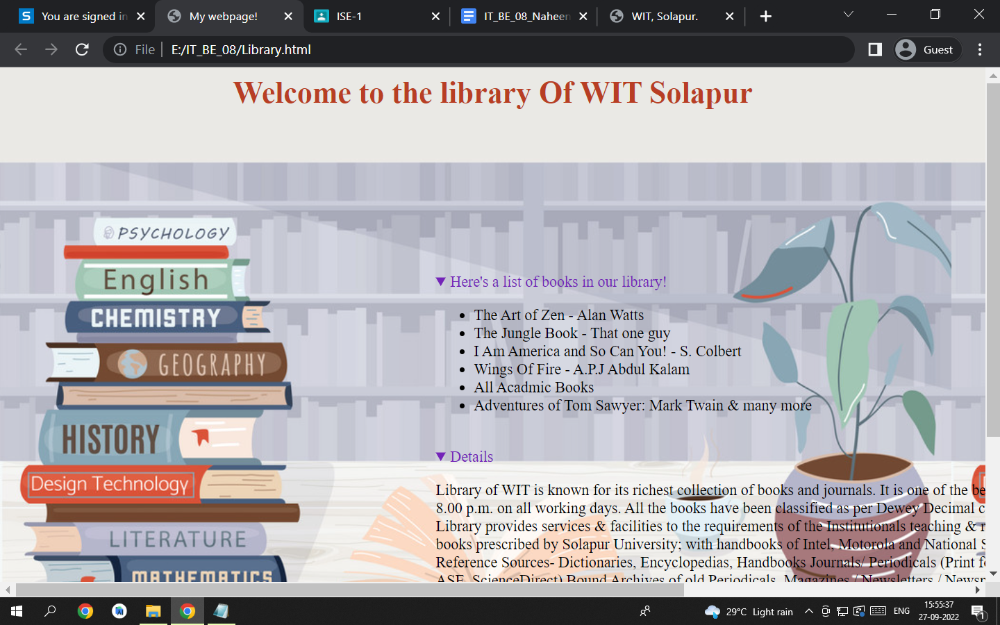 You are signed in
My webpage!
ISE-1
IT_BE_08_Naheen
WIT, Solapur.
File
E:/IT_BE_08/Library.html
Guest
Welcome to the library Of WIT Solapur
PSYCHOLOGY
English
CHEMISTRY
GEOGRAPHY
HISTORY
Design Technology
LITERATURE
MATHEMATICS
Here's a list of books in our library!
The Art of Zen - Alan Watts
The Jungle Book - That one guy
I Am America and So Can You! - S. Colbert
Wings Of Fire - A.P.J Abdul Kalam
All Acadmic Books
Adventures of Tom Sawyer: Mark Twain & many more
Details
Library of WIT is known for its richest collection of books and journals. It is one of the be
8.00 p.m. on all working days. All the books have been classified as per Dewey Decimal c
Library provides services & facilities to the requirements of the Institutionals teaching & r
books prescribed by Solapur University; with handbooks of Intel, Motorola and National S
Reference Sources- Dictionaries, Encyclopedias, Handbooks Journals/ Periodicals (Print fo
ASE, ScienceDirect) Bound Archives of old Periodicals, Magazines / Newsletters / Newsp
29°C Light rain
ENG
15:55:37
27-09-2022
1